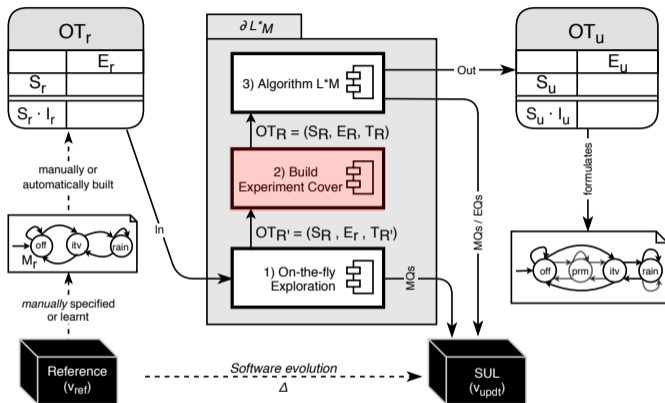 OTr
Er
Sr
Sr · Ir
manually or
automatically built
Mr
off
itv
rain
manually specified
or learnt
Reference
(vref)
In
∂L*M
3) Algorithm L*M
OTR = (SR, ER, TR)
2) Build
Experiment Cover
OTR' = (SR , Er , TR')
1) On-the-fly
Exploration
MQs
MQs / EQs
Out
Software evolution
Δ
SUL
(vupdt)
OTu
Eu
Su
Su · Iu
formulates
off
prm
itv
rain